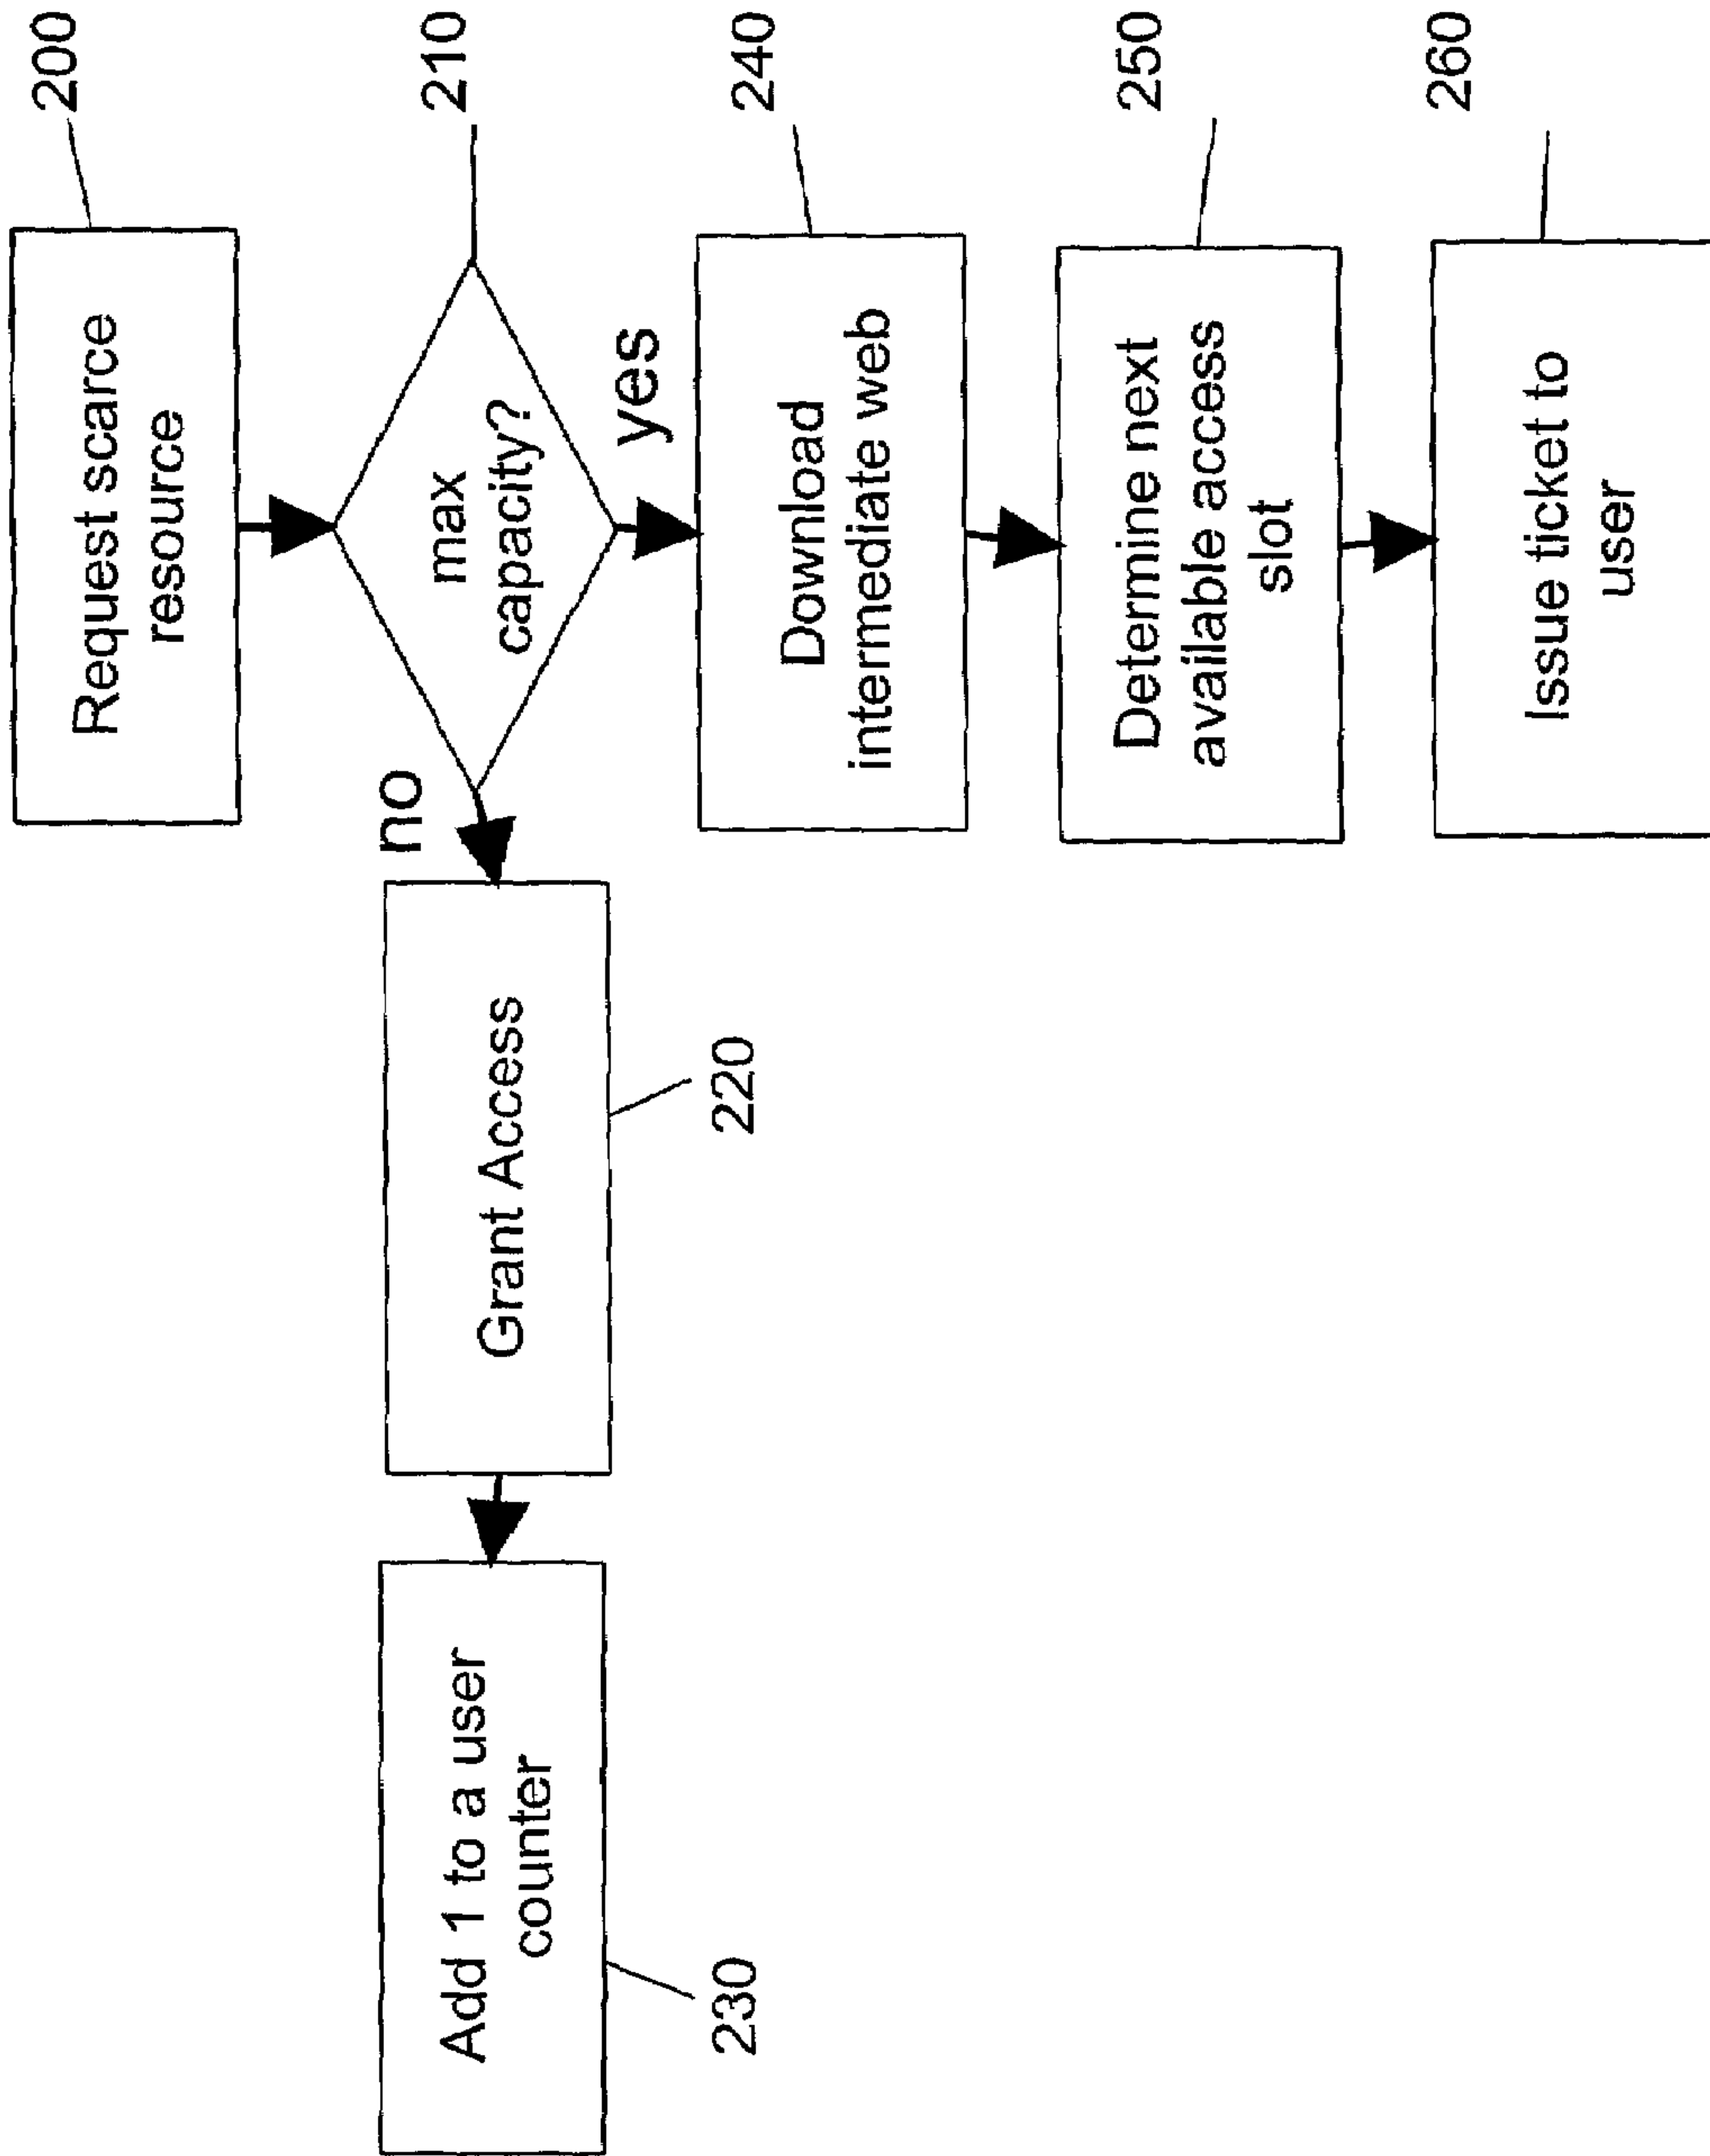 Request scarce
resource
200
max
capacity?
210
no
yes
Grant Access
220
Add 1 to a user
counter
230
Download
intermediate web
240
Determine next
available access
slot
250
Issue ticket to
user
260